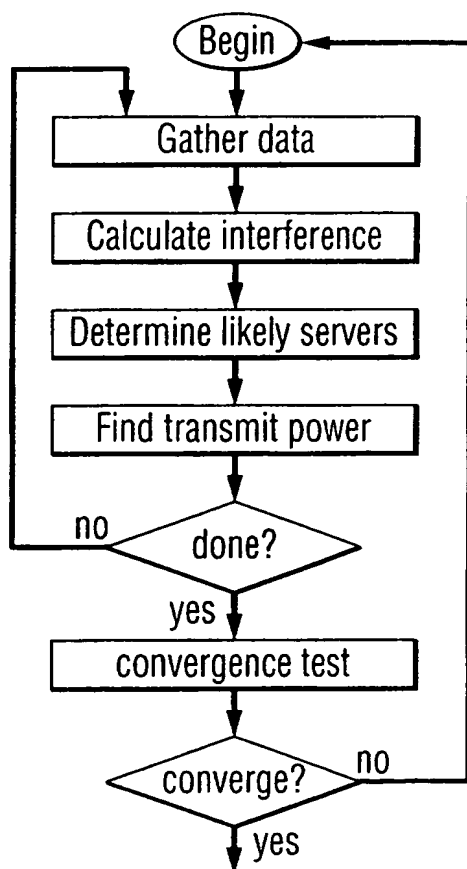 Begin
Gather data
Calculate interference
Determine likely servers
Find transmit power
no
done?
yes
convergence test
converge?
no
yes